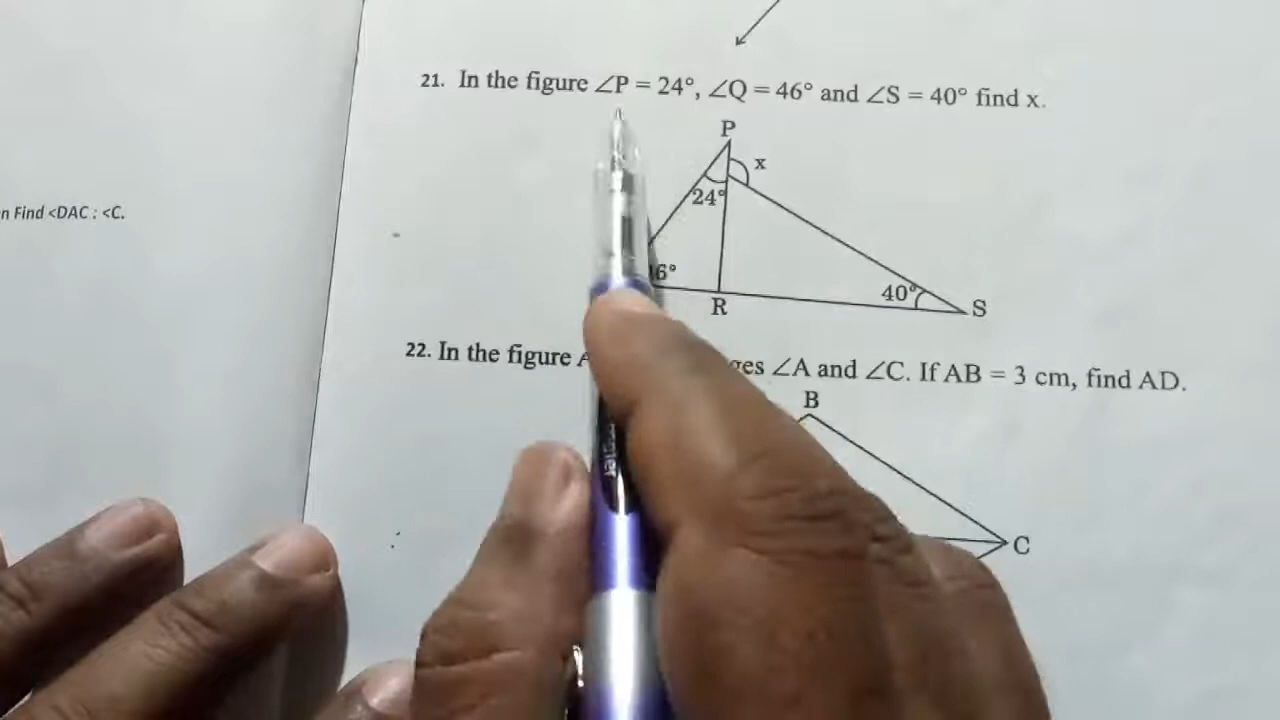 21. In the figure ∠P = 24°, ∠Q = 46° and ∠S = 40° find x.
P
x
24°
6°
40°
R
S
n Find <DAC : <C.
22. In the figure ∠A and ∠C. If AB = 3 cm, find AD.
B
C